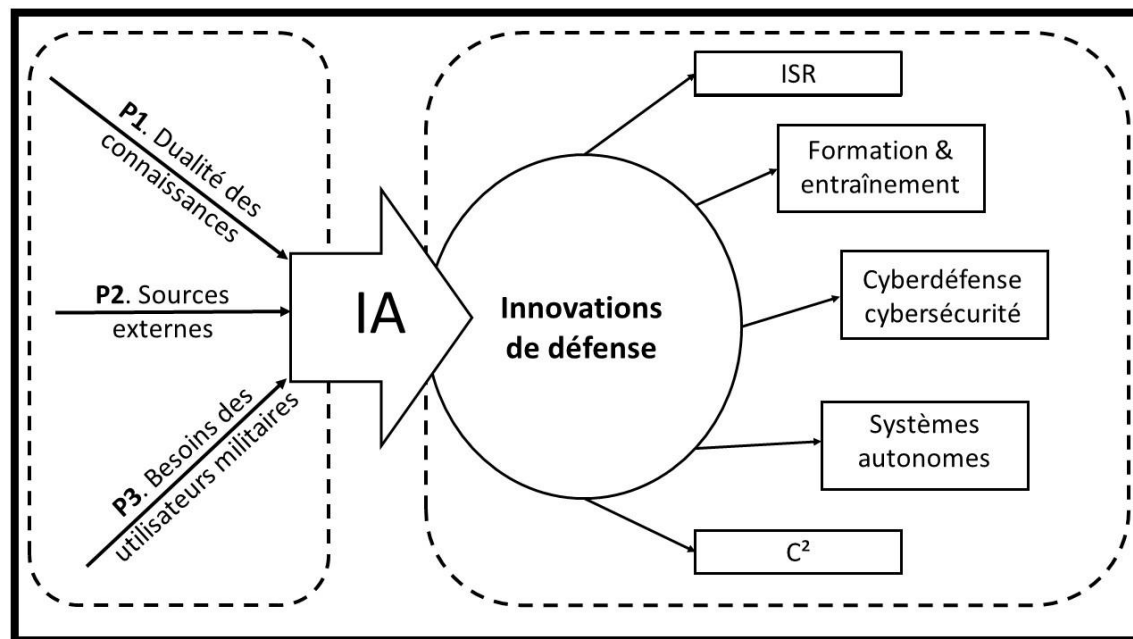 P1. Dualité des
connaissances
P2. Sources
externes
P3. Besoins des
utilisateurs militaires
IA
Innovations
de défense
ISR
Formation &
entraînement
Cyberdéfense
cybersécurité
Systèmes
autonomes
C²